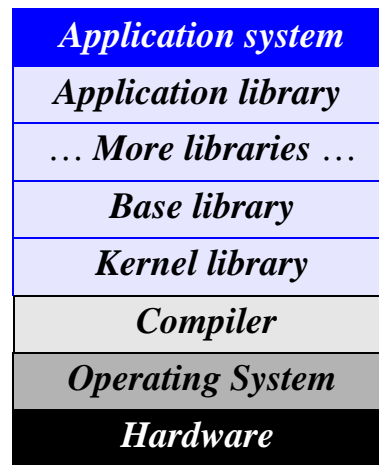 Application system
Application library
… More libraries …
Base library
Kernel library
Compiler
Operating System
Hardware